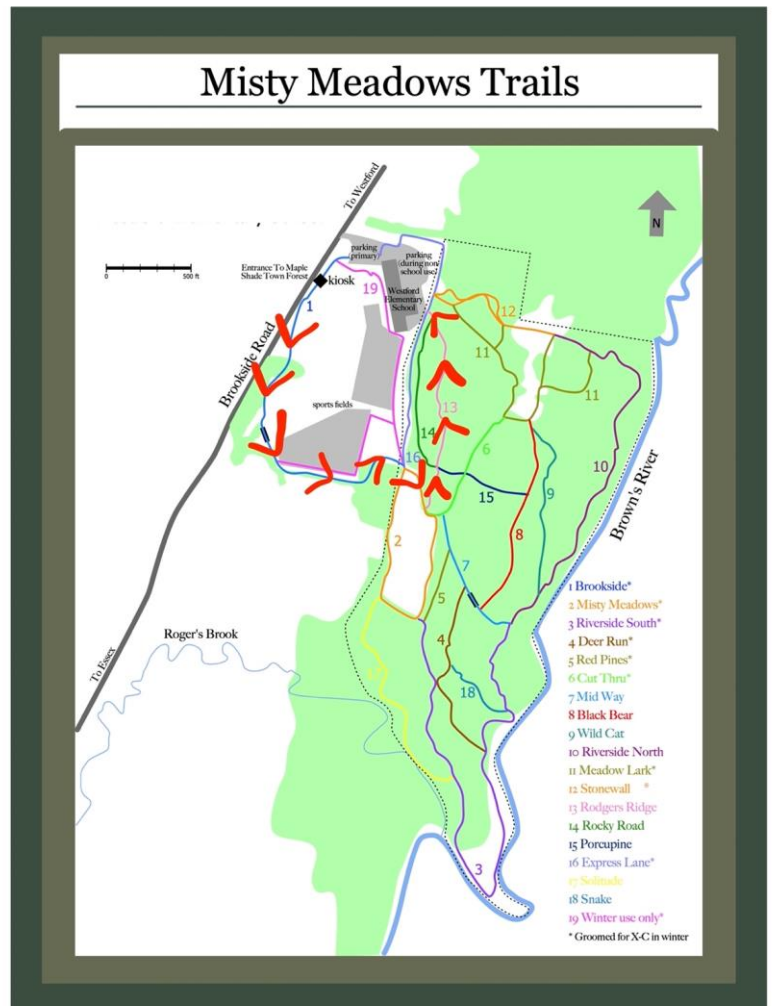 Misty Meadows Trails
To Westford
N
parking
primary
parking
during non
school use
Westford
Elementary
School
0
500 ft
Entrance To Maple
Shade Town Forest
kiosk
19
1
12
11
Brookside Road
11
13
sports fields
14
6
16
10
15
9
Brown's River
8
2
7
5
Roger's Brook
4
To Essex
17
18
3
1 Brookside*
2 Misty Meadows*
3 Riverside South*
4 Deer Run*
5 Red Pines*
6 Cut Thru*
7 Mid Way
8 Black Bear
9 Wild Cat
10 Riverside North
11 Meadow Lark*
12 Stonewall *
13 Rodgers Ridge
14 Rocky Road
15 Porcupine
16 Express Lane*
17 Solitude
18 Snake
19 Winter use only*
* Groomed for X-C in winter